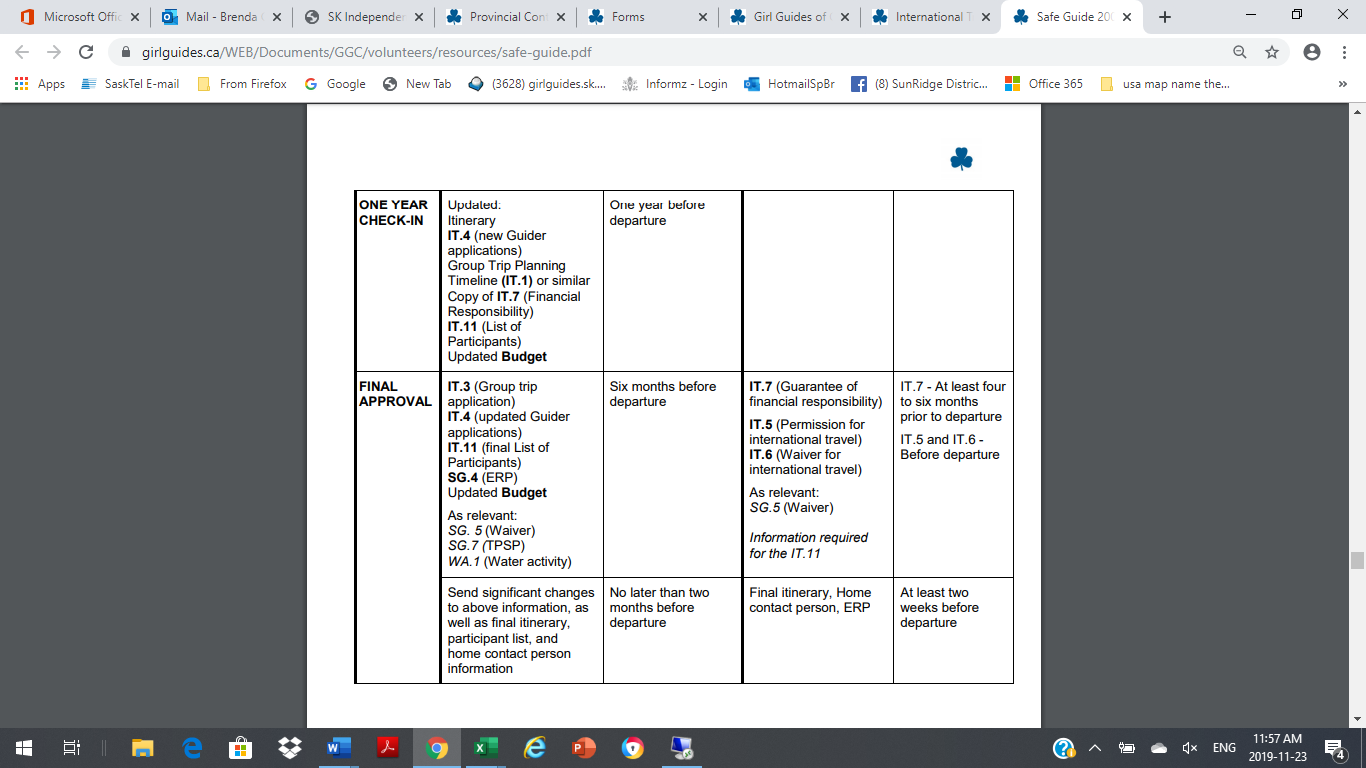 Microsoft Offic
Mail - Brenda
SK Independe
Provincial Con
Forms
Girl Guides of
International T
Safe Guide 200
girlguides.ca/WEB/Documents/GGC/volunteers/resources/safe-guide.pdf
Apps
SaskTel E-mail
From Firefox
Google
New Tab
(3628) girlguides.sk....
Informz - Login
HotmailSpBr
(8) SunRidge Distric...
Office 365
usa map name the...
»
ONE YEAR
CHECK-IN
Updated:
Itinerary
IT.4 (new Guider
applications)
Group Trip Planning
Timeline (IT.1) or similar
Copy of IT.7 (Financial
Responsibility)
IT.11 (List of
Participants)
Updated Budget
One year before
departure
FINAL
APPROVAL
IT.3 (Group trip
application)
IT.4 (updated Guider
applications)
IT.11 (final List of
Participants)
SG.4 (ERP)
Updated Budget
As relevant:
SG. 5 (Waiver)
SG.7 (TPSP)
WA.1 (Water activity)
Six months before
departure
IT.7 (Guarantee of
financial responsibility)
IT.5 (Permission for
international travel)
IT.6 (Waiver for
international travel)
As relevant:
SG.5 (Waiver)
Information required
for the IT.11
IT.7 - At least four
to six months
prior to departure
IT.5 and IT.6 -
Before departure
Send significant changes
to above information, as
well as final itinerary,
participant list, and
home contact person
information
No later than two
months before
departure
Final itinerary, Home
contact person, ERP
At least two
weeks before
departure
ENG
11:57 AM
2019-11-23
4